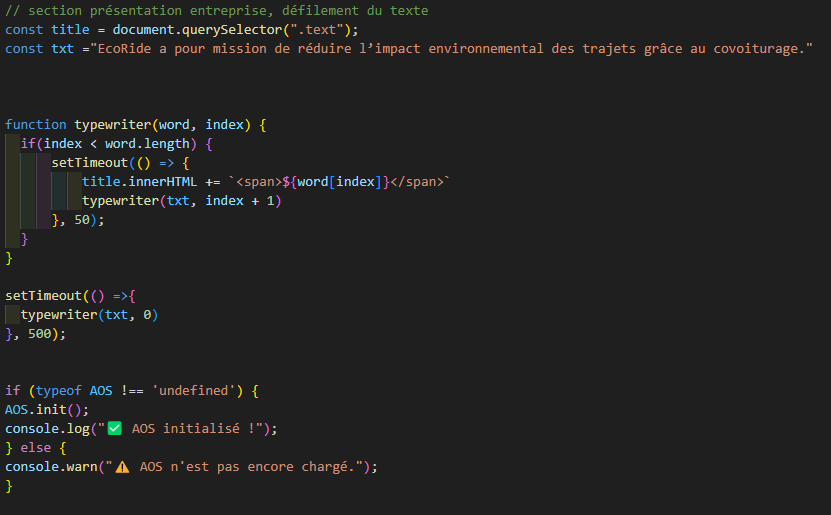 // section présentation entreprise, défilement du texte
const title = document.querySelector(".text");
const txt ="EcoRide a pour mission de réduire l’impact environnemental des trajets grâce au covoiturage."
function typewriter(word, index) {
if(index < word.length) {
setTimeout(() => {
title.innerHTML += `<span>${word[index]}</span>`
typewriter(txt, index + 1)
}, 50);
}
}
setTimeout(() =>{
typewriter(txt, 0)
}, 500);
if (typeof AOS !== 'undefined') {
AOS.init();
console.log("✅ AOS initialisé !");
} else {
console.warn("⚠️ AOS n'est pas encore chargé.");
}